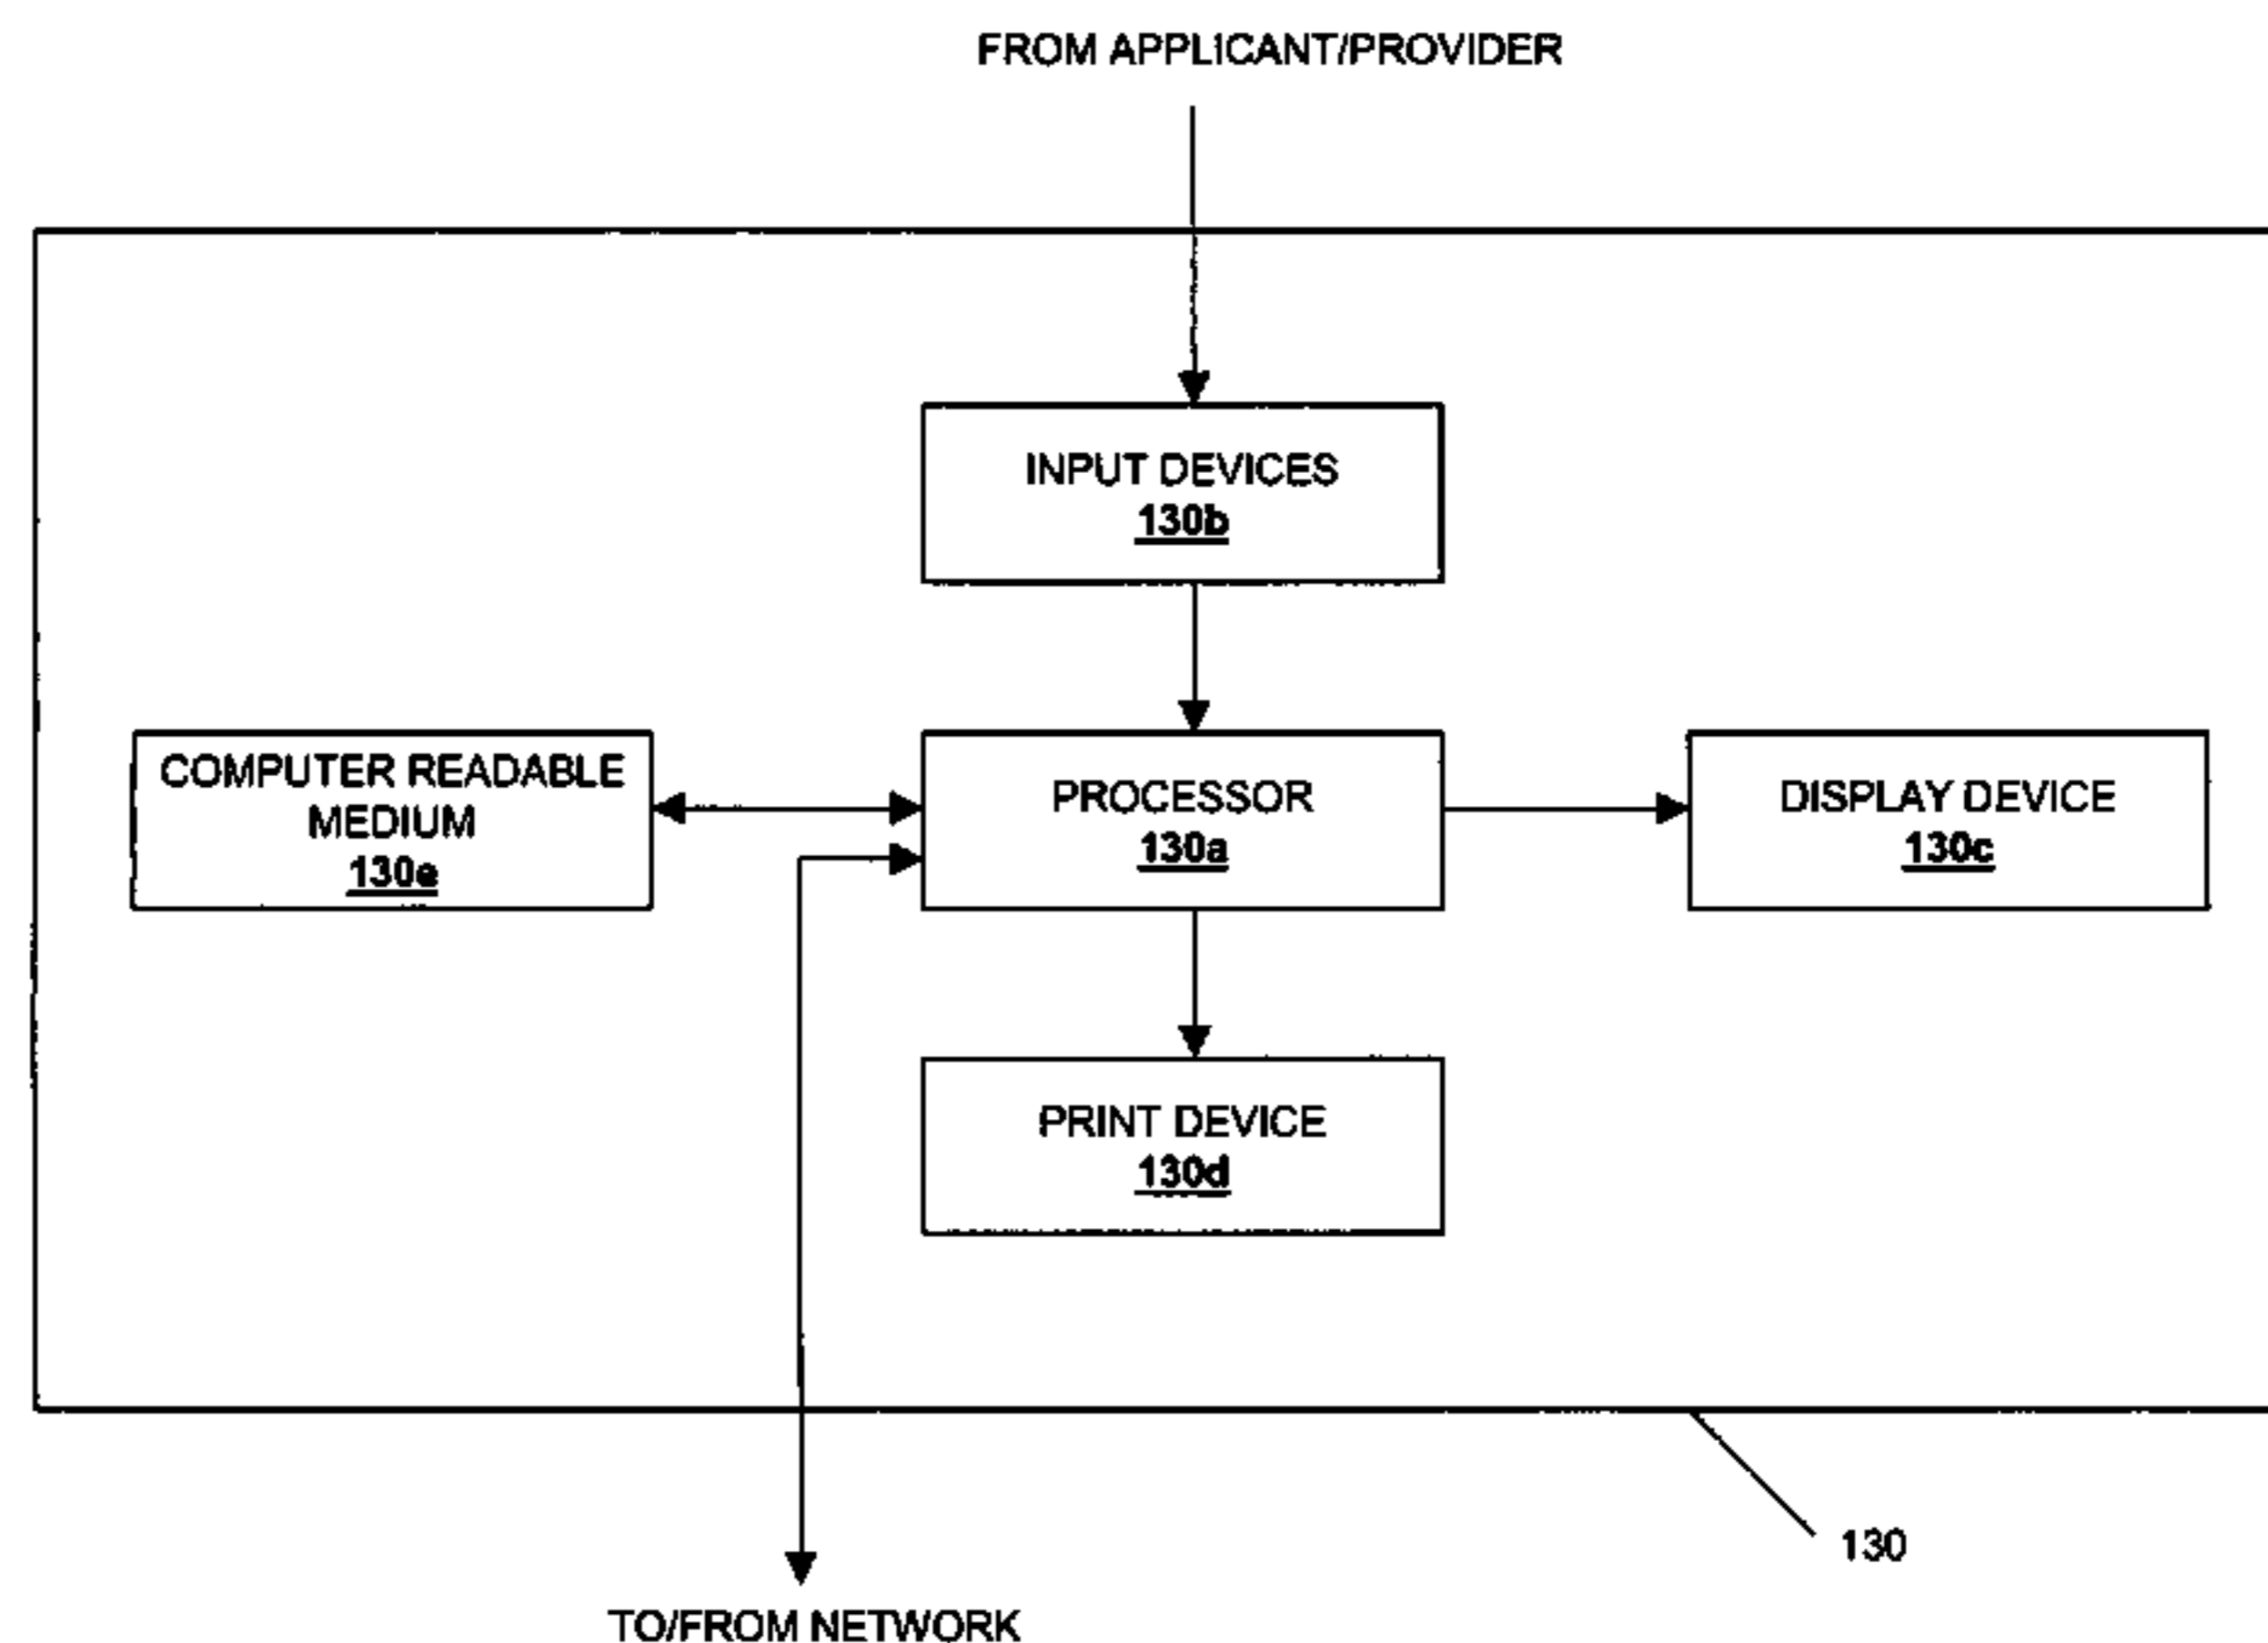 FROM APPLICANT/PROVIDER
INPUT DEVICES
130b
COMPUTER READABLE
MEDIUM
130e
PROCESSOR
130a
DISPLAY DEVICE
130c
PRINT DEVICE
130d
130
TO/FROM NETWORK